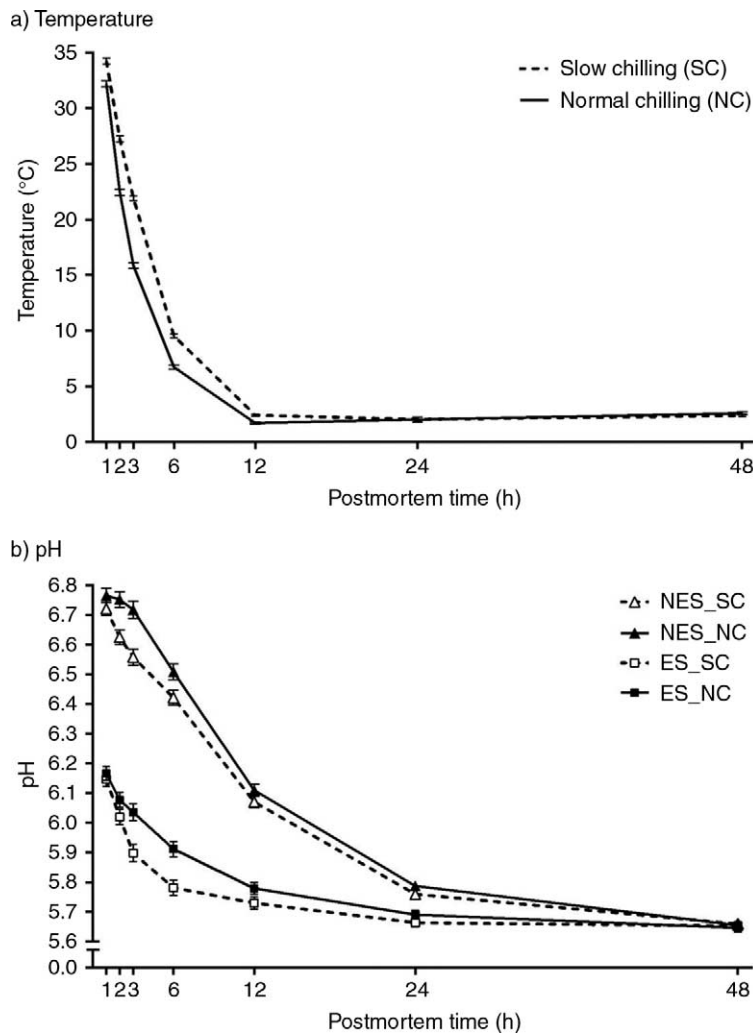 a) Temperature
35
30
25
20
15
10
5
0
Temperature (°C)
Slow chilling (SC)
Normal chilling (NC)
1 2 3 6 12 24 48
Postmortem time (h)
b) pH
6.8
6.7
6.6
6.5
6.4
6.3
6.2
6.1
6.0
5.9
5.8
5.7
5.6
0.0
pH
NES_SC
NES_NC
ES_SC
ES_NC
1 2 3 6 12 24 48
Postmortem time (h)